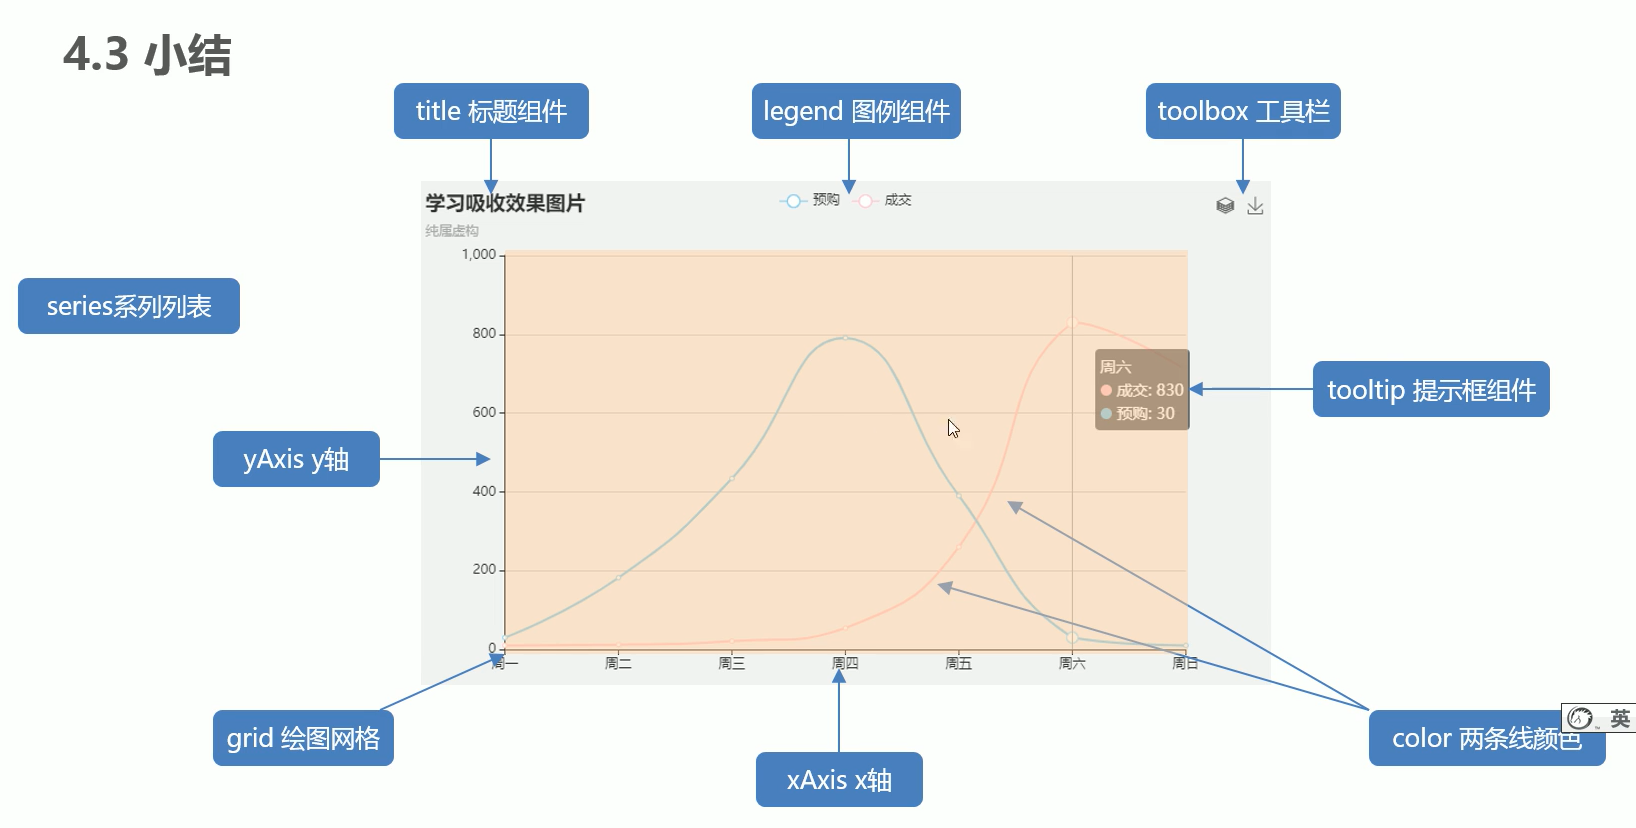 4.3 小结
title 标题组件
legend 图例组件
toolbox 工具栏
学习吸收效果图片
预购
成交
纯属虚构
1,000
series系列列表
800
周六
成交: 830
预购: 30
tooltip 提示框组件
600
yAxis y轴
400
200
0
周一
周二
周三
周四
周五
周六
周日
grid 绘图网格
xAxis x轴
color 两条线颜色
英